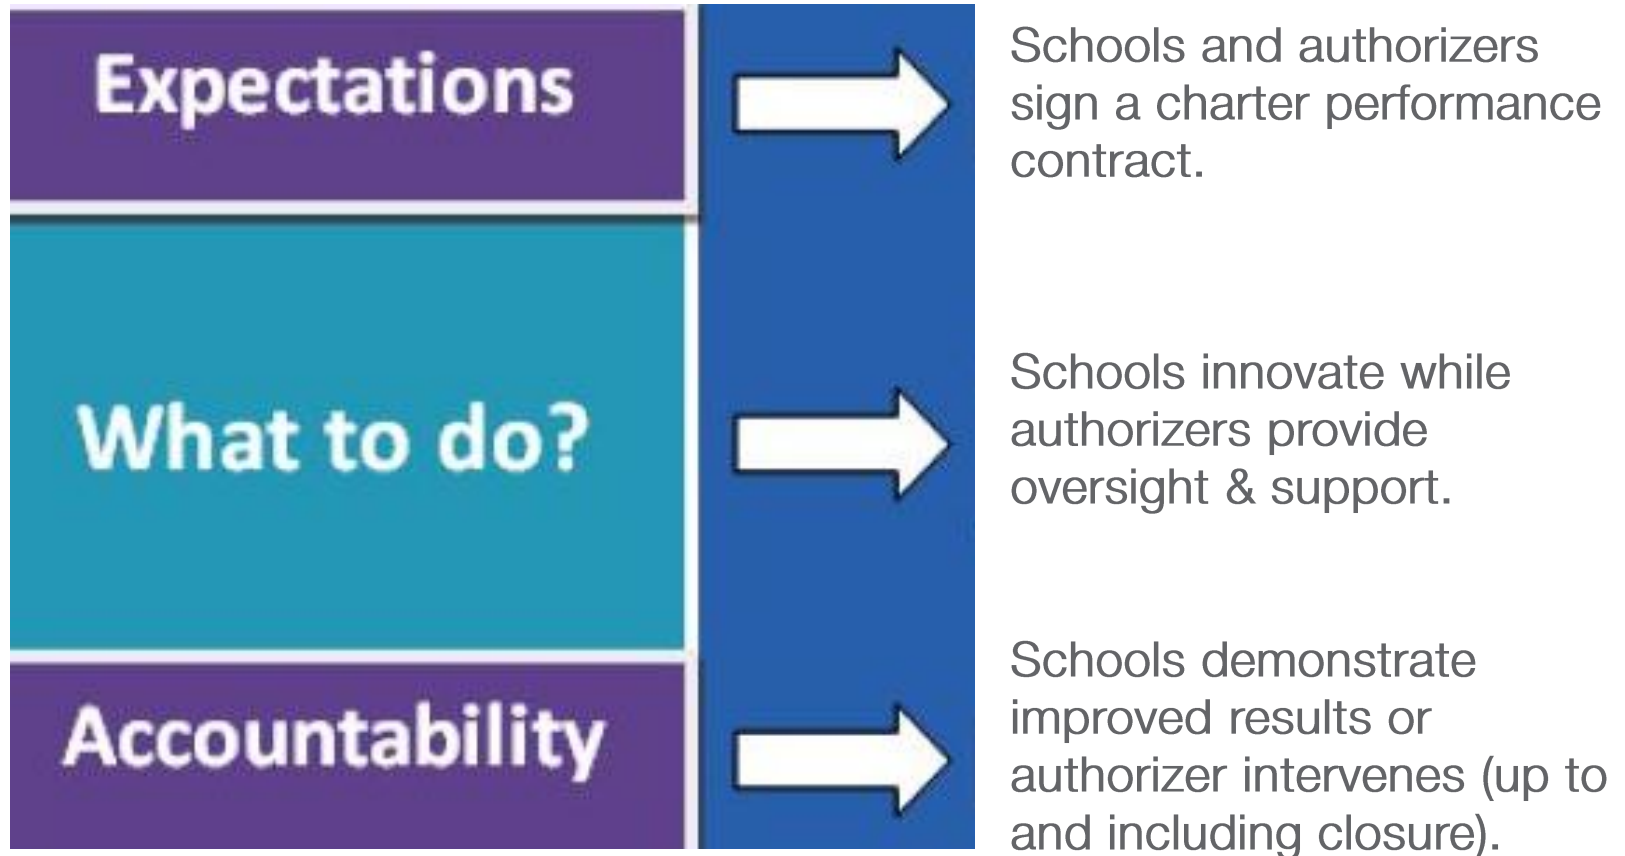 Expectations
Schools and authorizers
sign a charter performance
contract.
What to do?
Schools innovate while
authorizers provide
oversight & support.
Accountability
Schools demonstrate
improved results or
authorizer intervenes (up to
and including closure).